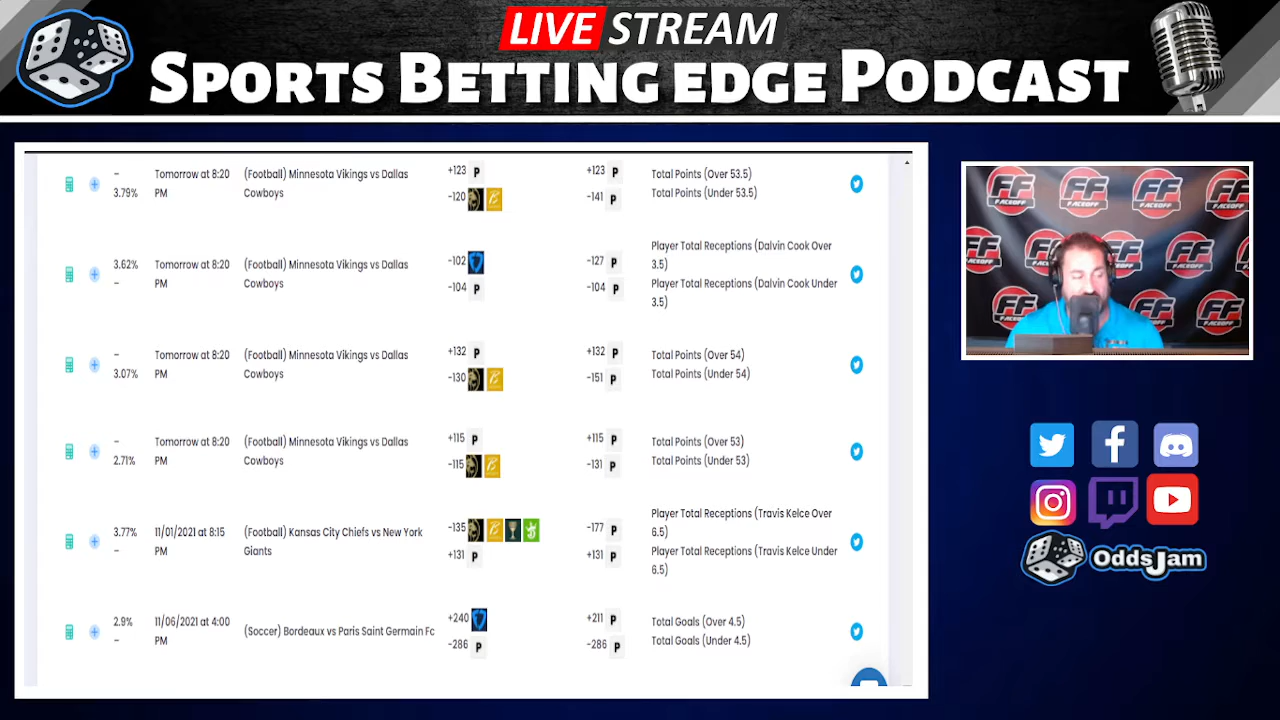 LIVE STREAM
SPORTS BETTING EDGE PODCAST
– Tomorrow at 8:20 (Football) Minnesota Vikings vs Dallas +123 P +123 P Total Points (Over 53.5)
3.79% PM Cowboys -120 B -141 P Total Points (Under 53.5)
Player Total Receptions (Dalvin Cook Over
3.62% Tomorrow at 8:20 (Football) Minnesota Vikings vs Dallas -102 -127 P 3.5)
– PM Cowboys -104 P -104 P Player Total Receptions (Dalvin Cook Under
3.5)
– Tomorrow at 8:20 (Football) Minnesota Vikings vs Dallas +132 P +132 P Total Points (Over 54)
3.07% PM Cowboys -130 B -151 P Total Points (Under 54)
– Tomorrow at 8:20 (Football) Minnesota Vikings vs Dallas +115 P +115 P Total Points (Over 53)
2.71% PM Cowboys -115 B -131 P Total Points (Under 53)
Player Total Receptions (Travis Kelce Over
3.77% 11/01/2021 at 8:15 (Football) Kansas City Chiefs vs New York -135 B -177 P 6.5)
– PM Giants +131 P +131 P Player Total Receptions (Travis Kelce Under
6.5)
2.9% 11/06/2021 at 4:00 (Soccer) Bordeaux vs Paris Saint Germain Fc +240 +211 P Total Goals (Over 4.5)
– PM -286 P -286 P Total Goals (Under 4.5)
FF FACEOFF
FF FACEOFF
FF FACEOFF
FF FACEOFF
OddsJam